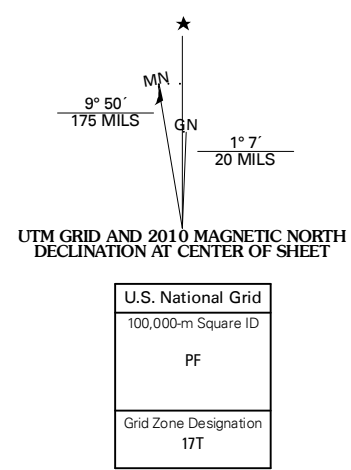 ★
MN
9° 50´
175 MILS
GN
1° 7´
20 MILS
UTM GRID AND 2010 MAGNETIC NORTH
DECLINATION AT CENTER OF SHEET
U.S. National Grid
100,000-m Square ID
PF
Grid Zone Designation
17T